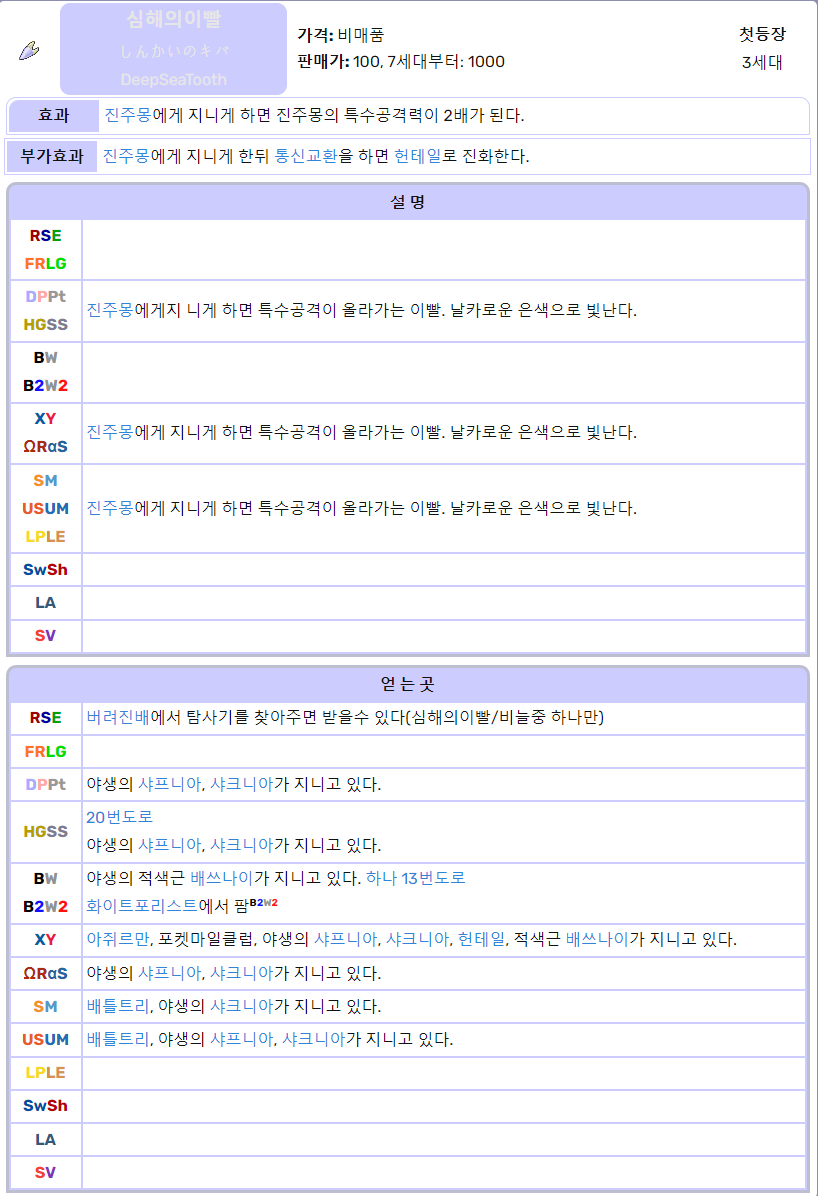 심해의이빨
しんかいのキバ
DeepSeaTooth
가격: 비매품
판매가: 100, 7세대부터: 1000
첫등장
3세대
효과
진주몽에게 지니게 하면 진주몽의 특수공격력이 2배가 된다.
부가효과
진주몽에게 지니게 한뒤 통신교환을 하면 헌테일로 진화한다.
설 명
RSE
FRLG
DPPt
HGSS
진주몽에게지 니게 하면 특수공격이 올라가는 이빨. 날카로운 은색으로 빛난다.
BW
B2W2
XY
ΩRαS
진주몽에게 지니게 하면 특수공격이 올라가는 이빨. 날카로운 은색으로 빛난다.
SM
USUM
LPLE
진주몽에게 지니게 하면 특수공격이 올라가는 이빨. 날카로운 은색으로 빛난다.
SwSh
LA
SV
얻 는 곳
RSE
버려진배에서 탐사기를 찾아주면 받을수 있다(심해의이빨/비늘중 하나만)
FRLG
DPPt
야생의 샤프니아, 샤크니아가 지니고 있다.
HGSS
20번도로
야생의 샤프니아, 샤크니아가 지니고 있다.
BW
B2W2
야생의 적색근 배쓰나이가 지니고 있다. 하나 13번도로
화이트포리스트에서 팜B2W2
XY
아쥐르만, 포켓마일클럽, 야생의 샤프니아, 샤크니아, 헌테일, 적색근 배쓰나이가 지니고 있다.
ΩRαS
야생의 샤프니아, 샤크니아가 지니고 있다.
SM
배틀트리, 야생의 샤크니아가 지니고 있다.
USUM
배틀트리, 야생의 샤프니아, 샤크니아가 지니고 있다.
LPLE
SwSh
LA
SV